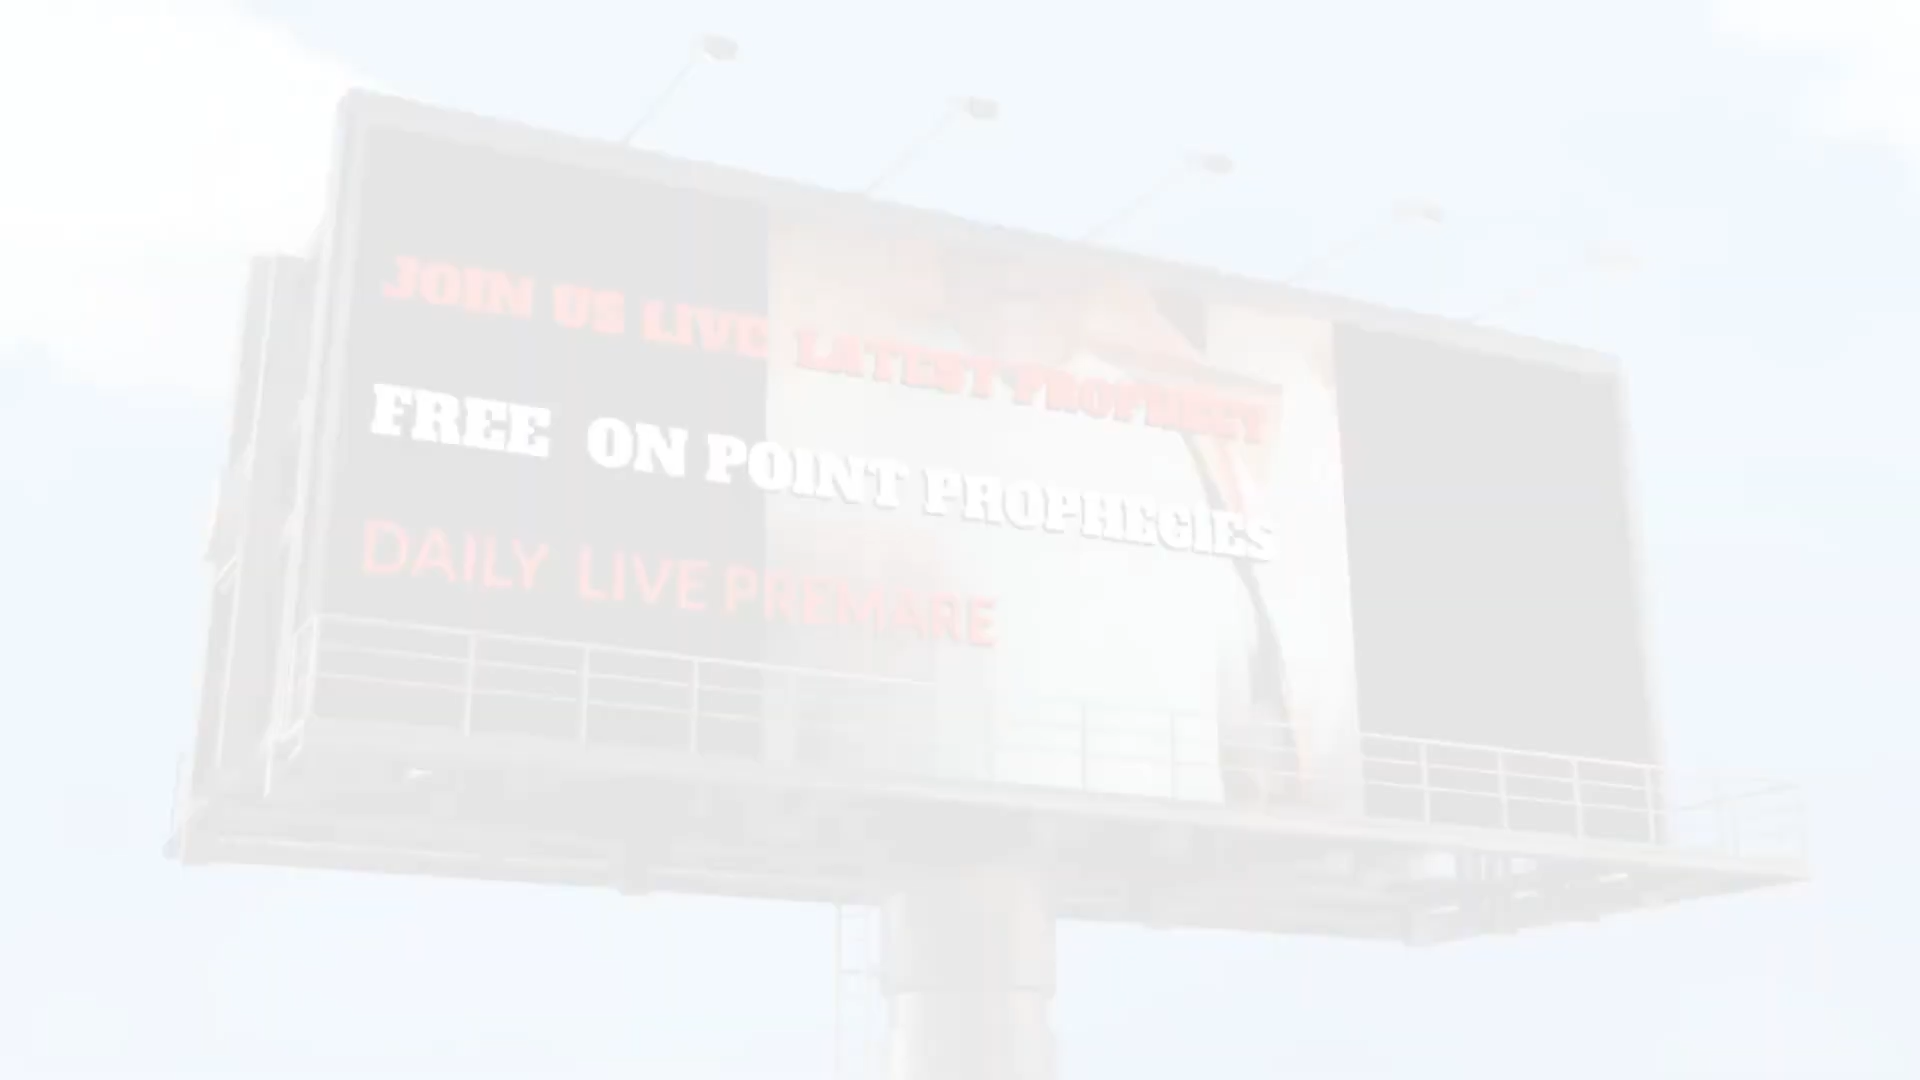 JOIN US LIVE LATEST PROPHECY
FREE ON POINT PROPHECIES
DAILY LIVE PREMARE